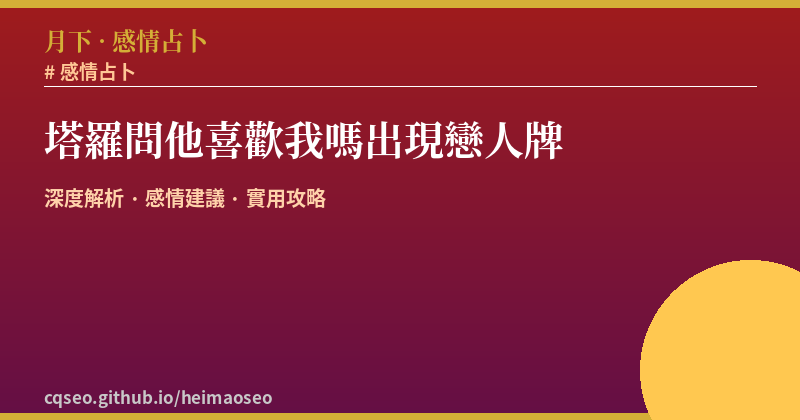 月下 · 感情占卜
# 感情占卜
塔羅問他喜歡我嗎出現戀人牌
深度解析 · 感情建議 · 實用攻略
cqseo.github.io/heimaoseo